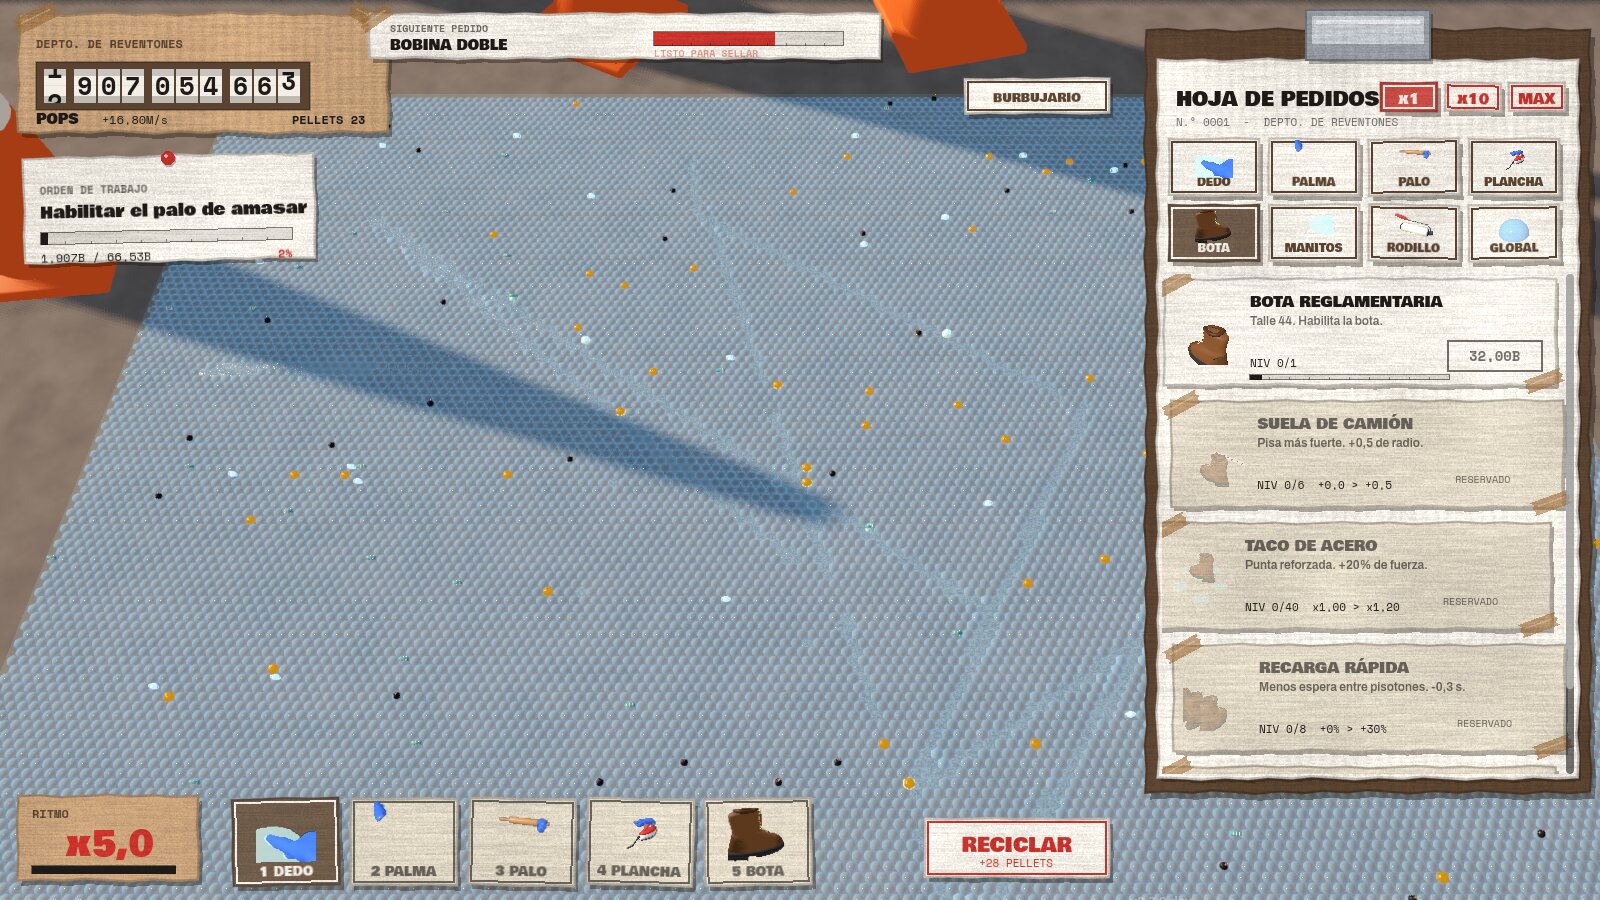 DEPTO. DE REVENTONES
907 054 663
POPS +16,80M/s PELLETS 23
SIGUIENTE PEDIDO
BOBINA DOBLE
LISTO PARA SELLAR
BURBUJARIO
ORDEN DE TRABAJO
Habilitar el palo de amasar
1,907B / 66,53B 2%
HOJA DE PEDIDOS x1 x10 MAX
N.° 0001 - DEPTO. DE REVENTONES
DEDO PALMA PALO PLANCHA
BOTA MANITOS RODILLO GLOBAL
BOTA REGLAMENTARIA
Talle 44. Habilita la bota.
NIV 0/1
32,00B
SUELA DE CAMIÓN
Pisa más fuerte. +0,5 de radio.
NIV 0/6 +0,0 > +0,5 RESERVADO
TACO DE ACERO
Punta reforzada. +20% de fuerza.
NIV 0/40 x1,00 > x1,20 RESERVADO
RECARGA RÁPIDA
Menos espera entre pisotones. -0,3 s.
NIV 0/8 +0% > +30% RESERVADO
RITMO
x5,0
1 DEDO 2 PALMA 3 PALO 4 PLANCHA 5 BOTA
RECICLAR
+28 PELLETS